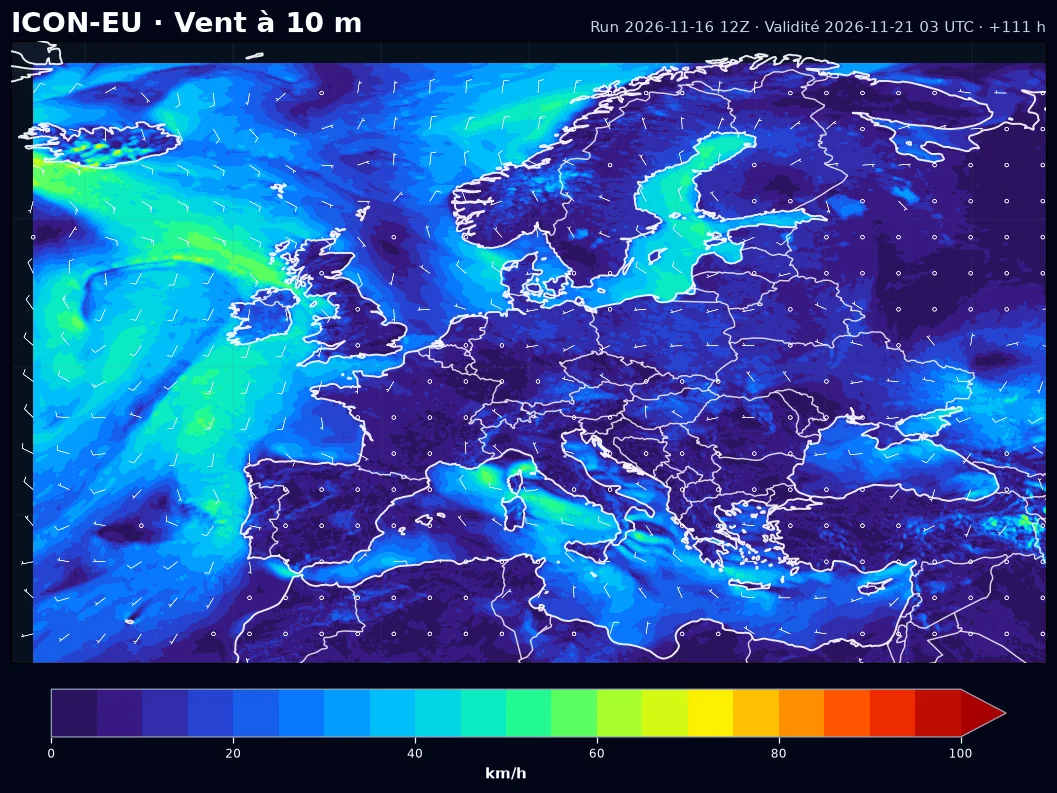 ICON-EU · Vent à 10 m
Run 2026-11-16 12Z · Validité 2026-11-21 03 UTC · +111 h
0 20 40 60 80 100
km/h